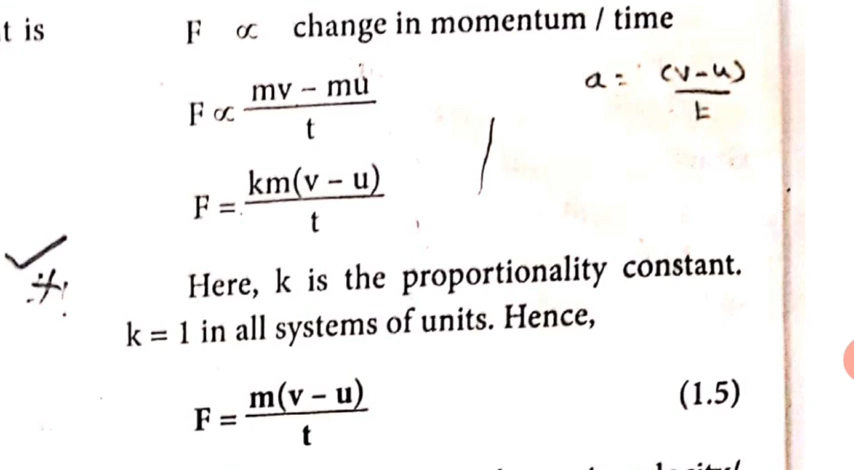 t is
F ∝ change in momentum / time
F ∝ mv – mu / t
a = (v-u) / t
F = km(v – u) / t
Here, k is the proportionality constant.
k = 1 in all systems of units. Hence,
F = m(v – u) / t (1.5)